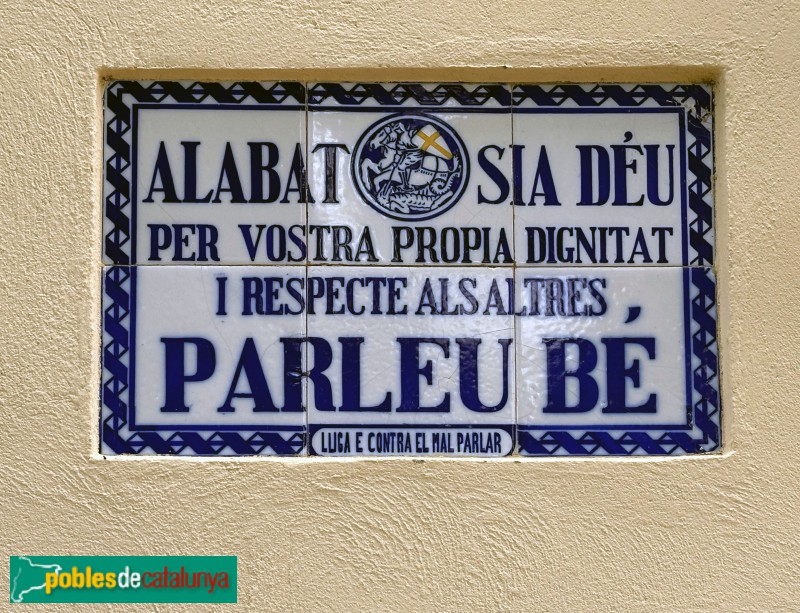 ALABAT SIA DÉU
PER VOSTRA PROPIA DIGNITAT
I RESPECTE ALS ALTRES
PARLEU BÉ
LLIGA E CONTRA EL MAL PARLAR
poblesdecatalunya